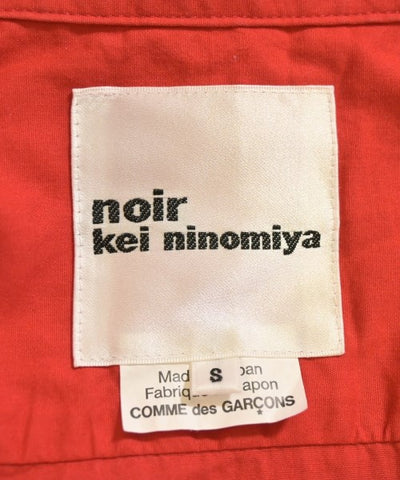 noir
kei ninomiya
S
Mad pan
Fabriqu apon
COMME des GARÇONS